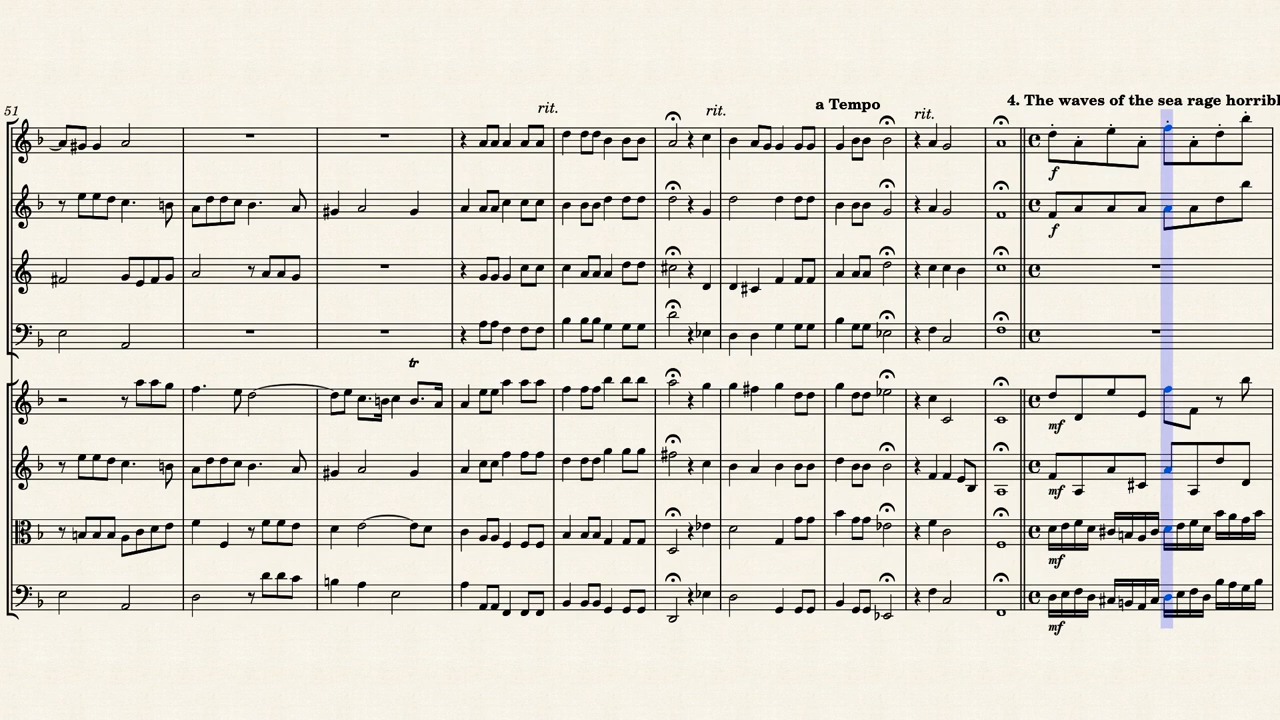 4. The waves of the sea rage horribl
51
rit.
rit.
a Tempo
rit.
f
f
tr
mf
mf
mf
mf